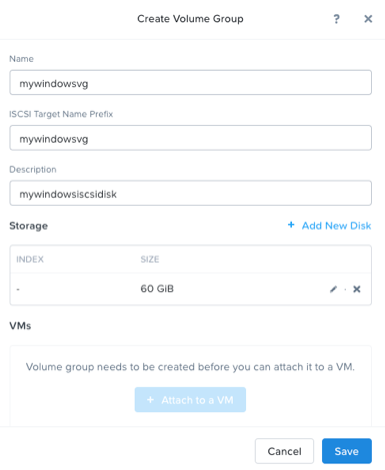 Create Volume Group ? ×
Name
mywindowsvg
ISCSI Target Name Prefix
mywindowsvg
Description
mywindowsiscsidisk
Storage + Add New Disk
INDEX SIZE
- 60 GiB · ×
VMs
Volume group needs to be created before you can attach it to a VM.
+ Attach to a VM
Cancel Save